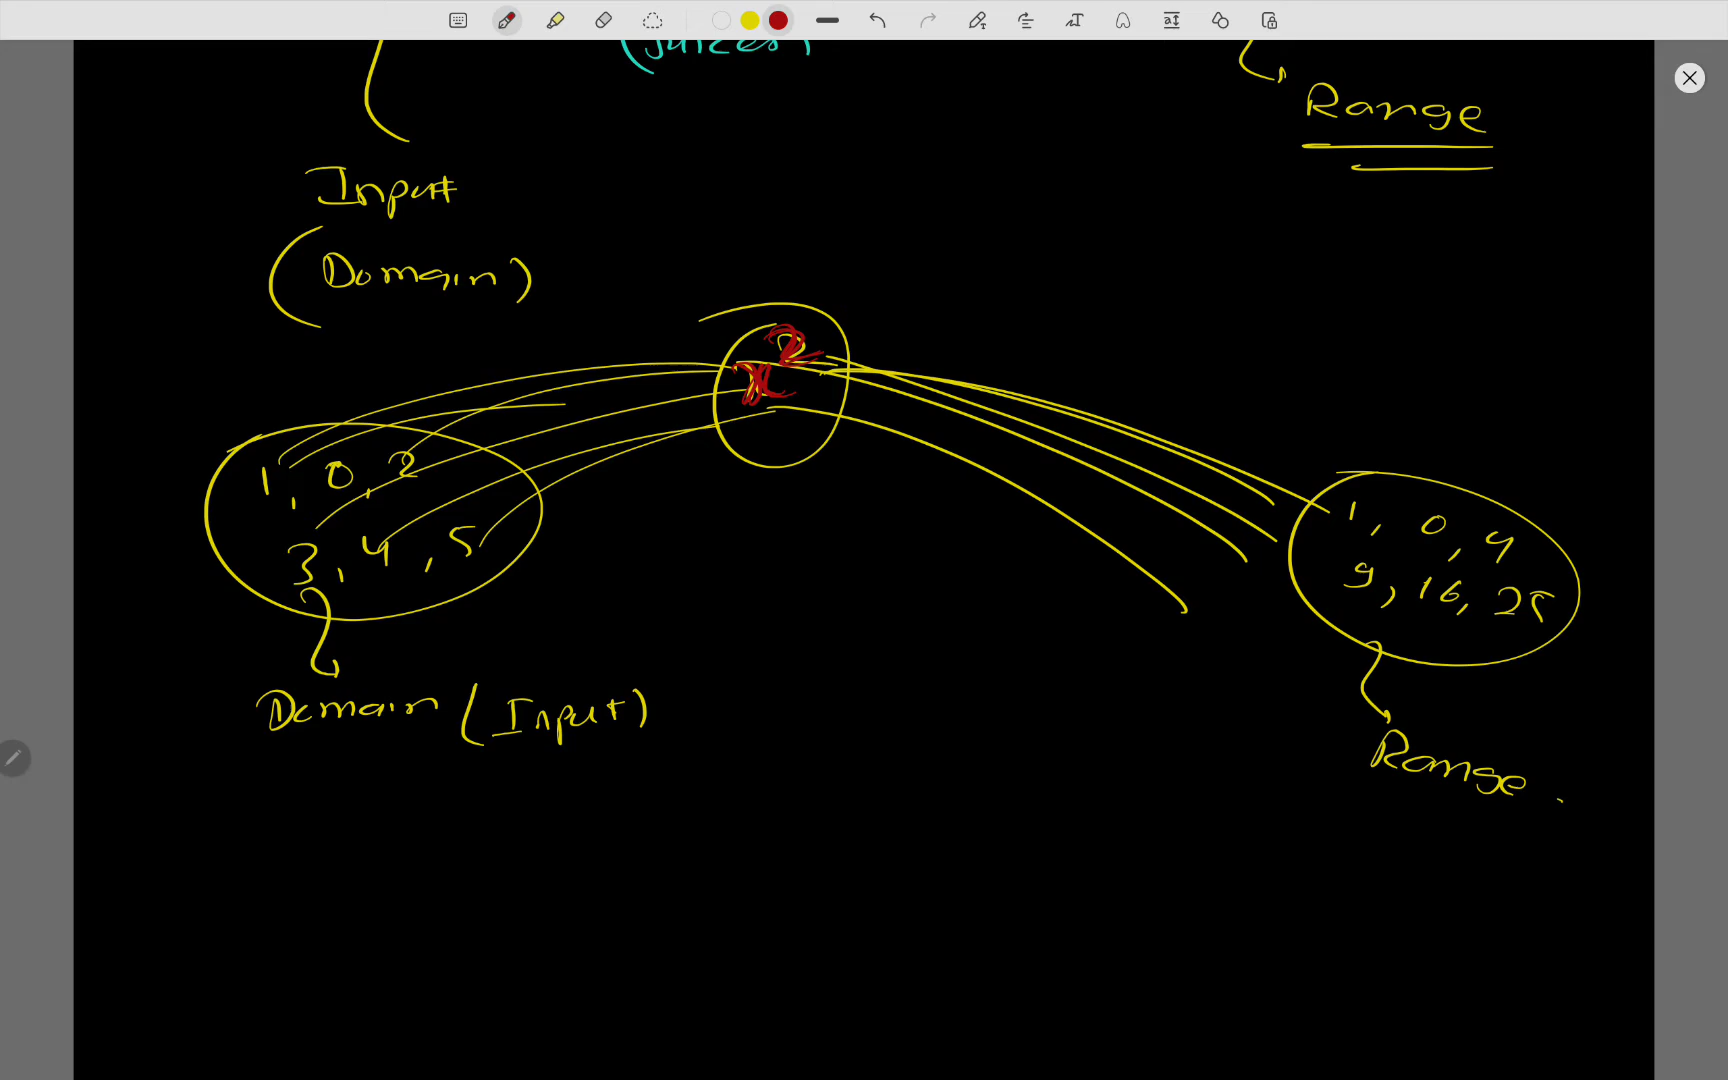 (Juices)
Range
Input
(Domain)
x²
1, 0, 2
3, 4, 5
1, 0, 4
9, 16, 25
Domain (Input)
Range.